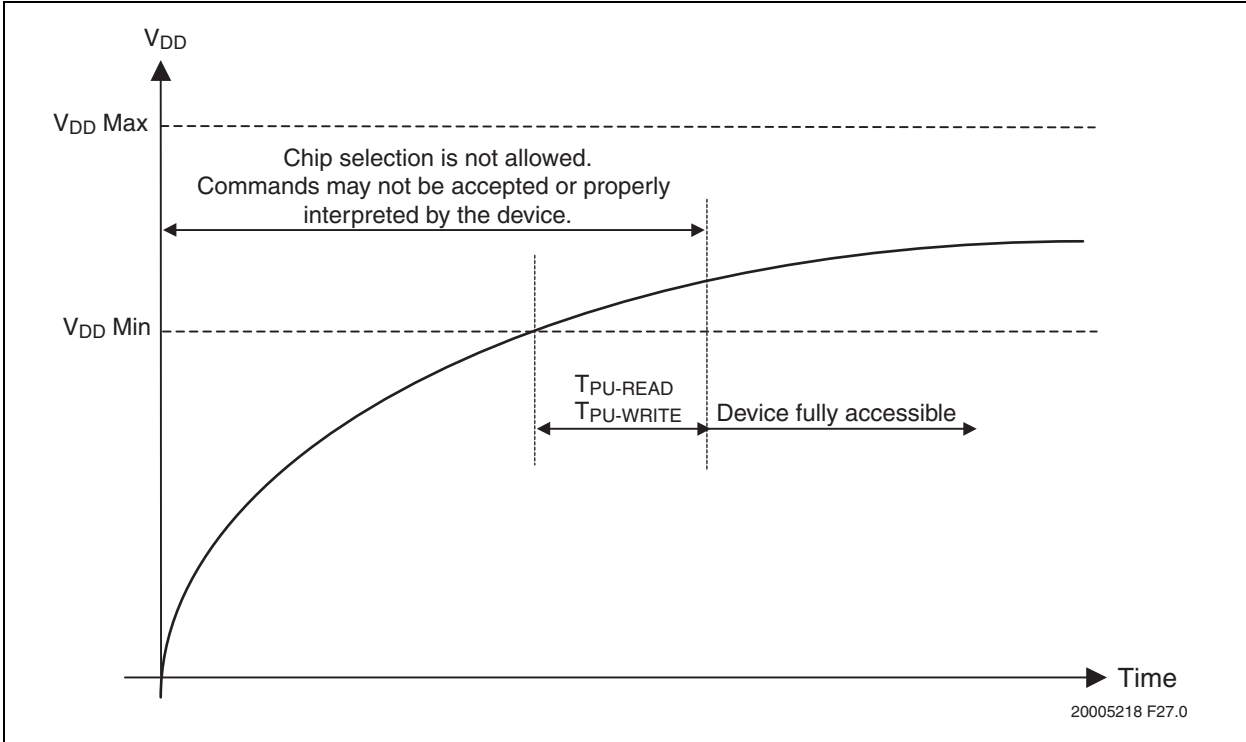 VDD
VDD Max
Chip selection is not allowed.
Commands may not be accepted or properly
interpreted by the device.
VDD Min
TPU-READ
TPU-WRITE
Device fully accessible
Time
20005218 F27.0